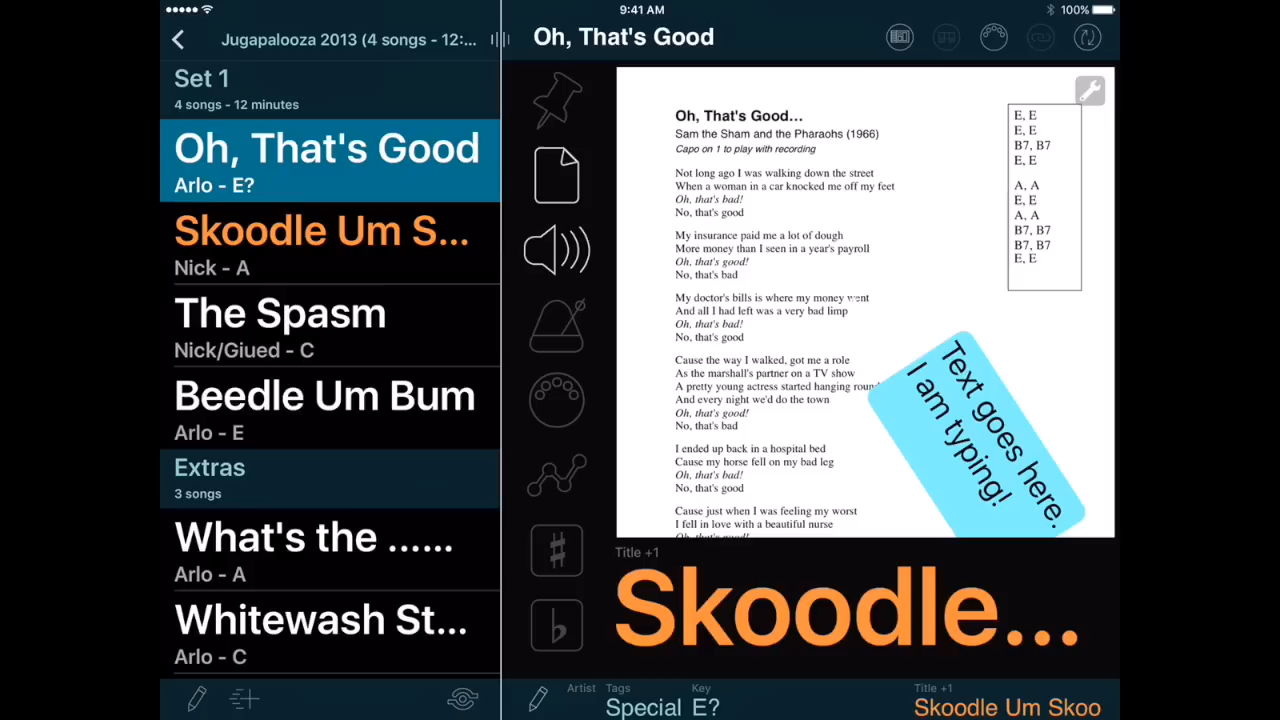 9:41 AM
100%
Jugapalooza 2013 (4 songs - 12:...
Oh, That's Good
Set 1
4 songs - 12 minutes
Oh, That's Good
Arlo - E?
Skoodle Um S...
Nick - A
The Spasm
Nick/Giued - C
Beedle Um Bum
Arlo - E
Extras
3 songs
What's the ......
Arlo - A
Whitewash St...
Arlo - C
Oh, That's Good...
Sam the Sham and the Pharaohs (1966)
Capo on 1 to play with recording
Not long ago I was walking down the street
When a woman in a car knocked me off my feet
Oh, that's bad!
No, that's good
My insurance paid me a lot of dough
More money than I seen in a year's payroll
Oh, that's good!
No, that's bad
My doctor's bills is where my money went
And all I had left was a very bad limp
Oh, that's bad!
No, that's good
Cause the way I walked, got me a role
As the marshall's partner on a TV show
A pretty young actress started hanging roun
And every night we'd do the town
Oh, that's good!
No, that's bad
I ended up back in a hospital bed
Cause my horse fell on my bad leg
Oh, that's bad!
No, that's good
Cause just when I was feeling my worst
I fell in love with a beautiful nurse
Oh, that's good!
E, E
E, E
B7, B7
E, E
A, A
E, E
A, A
B7, B7
B7, B7
E, E
Text goes here.
I am typing!
Title +1
Skoodle...
Artist
Tags
Special
Key
E?
Title +1
Skoodle Um Skoo